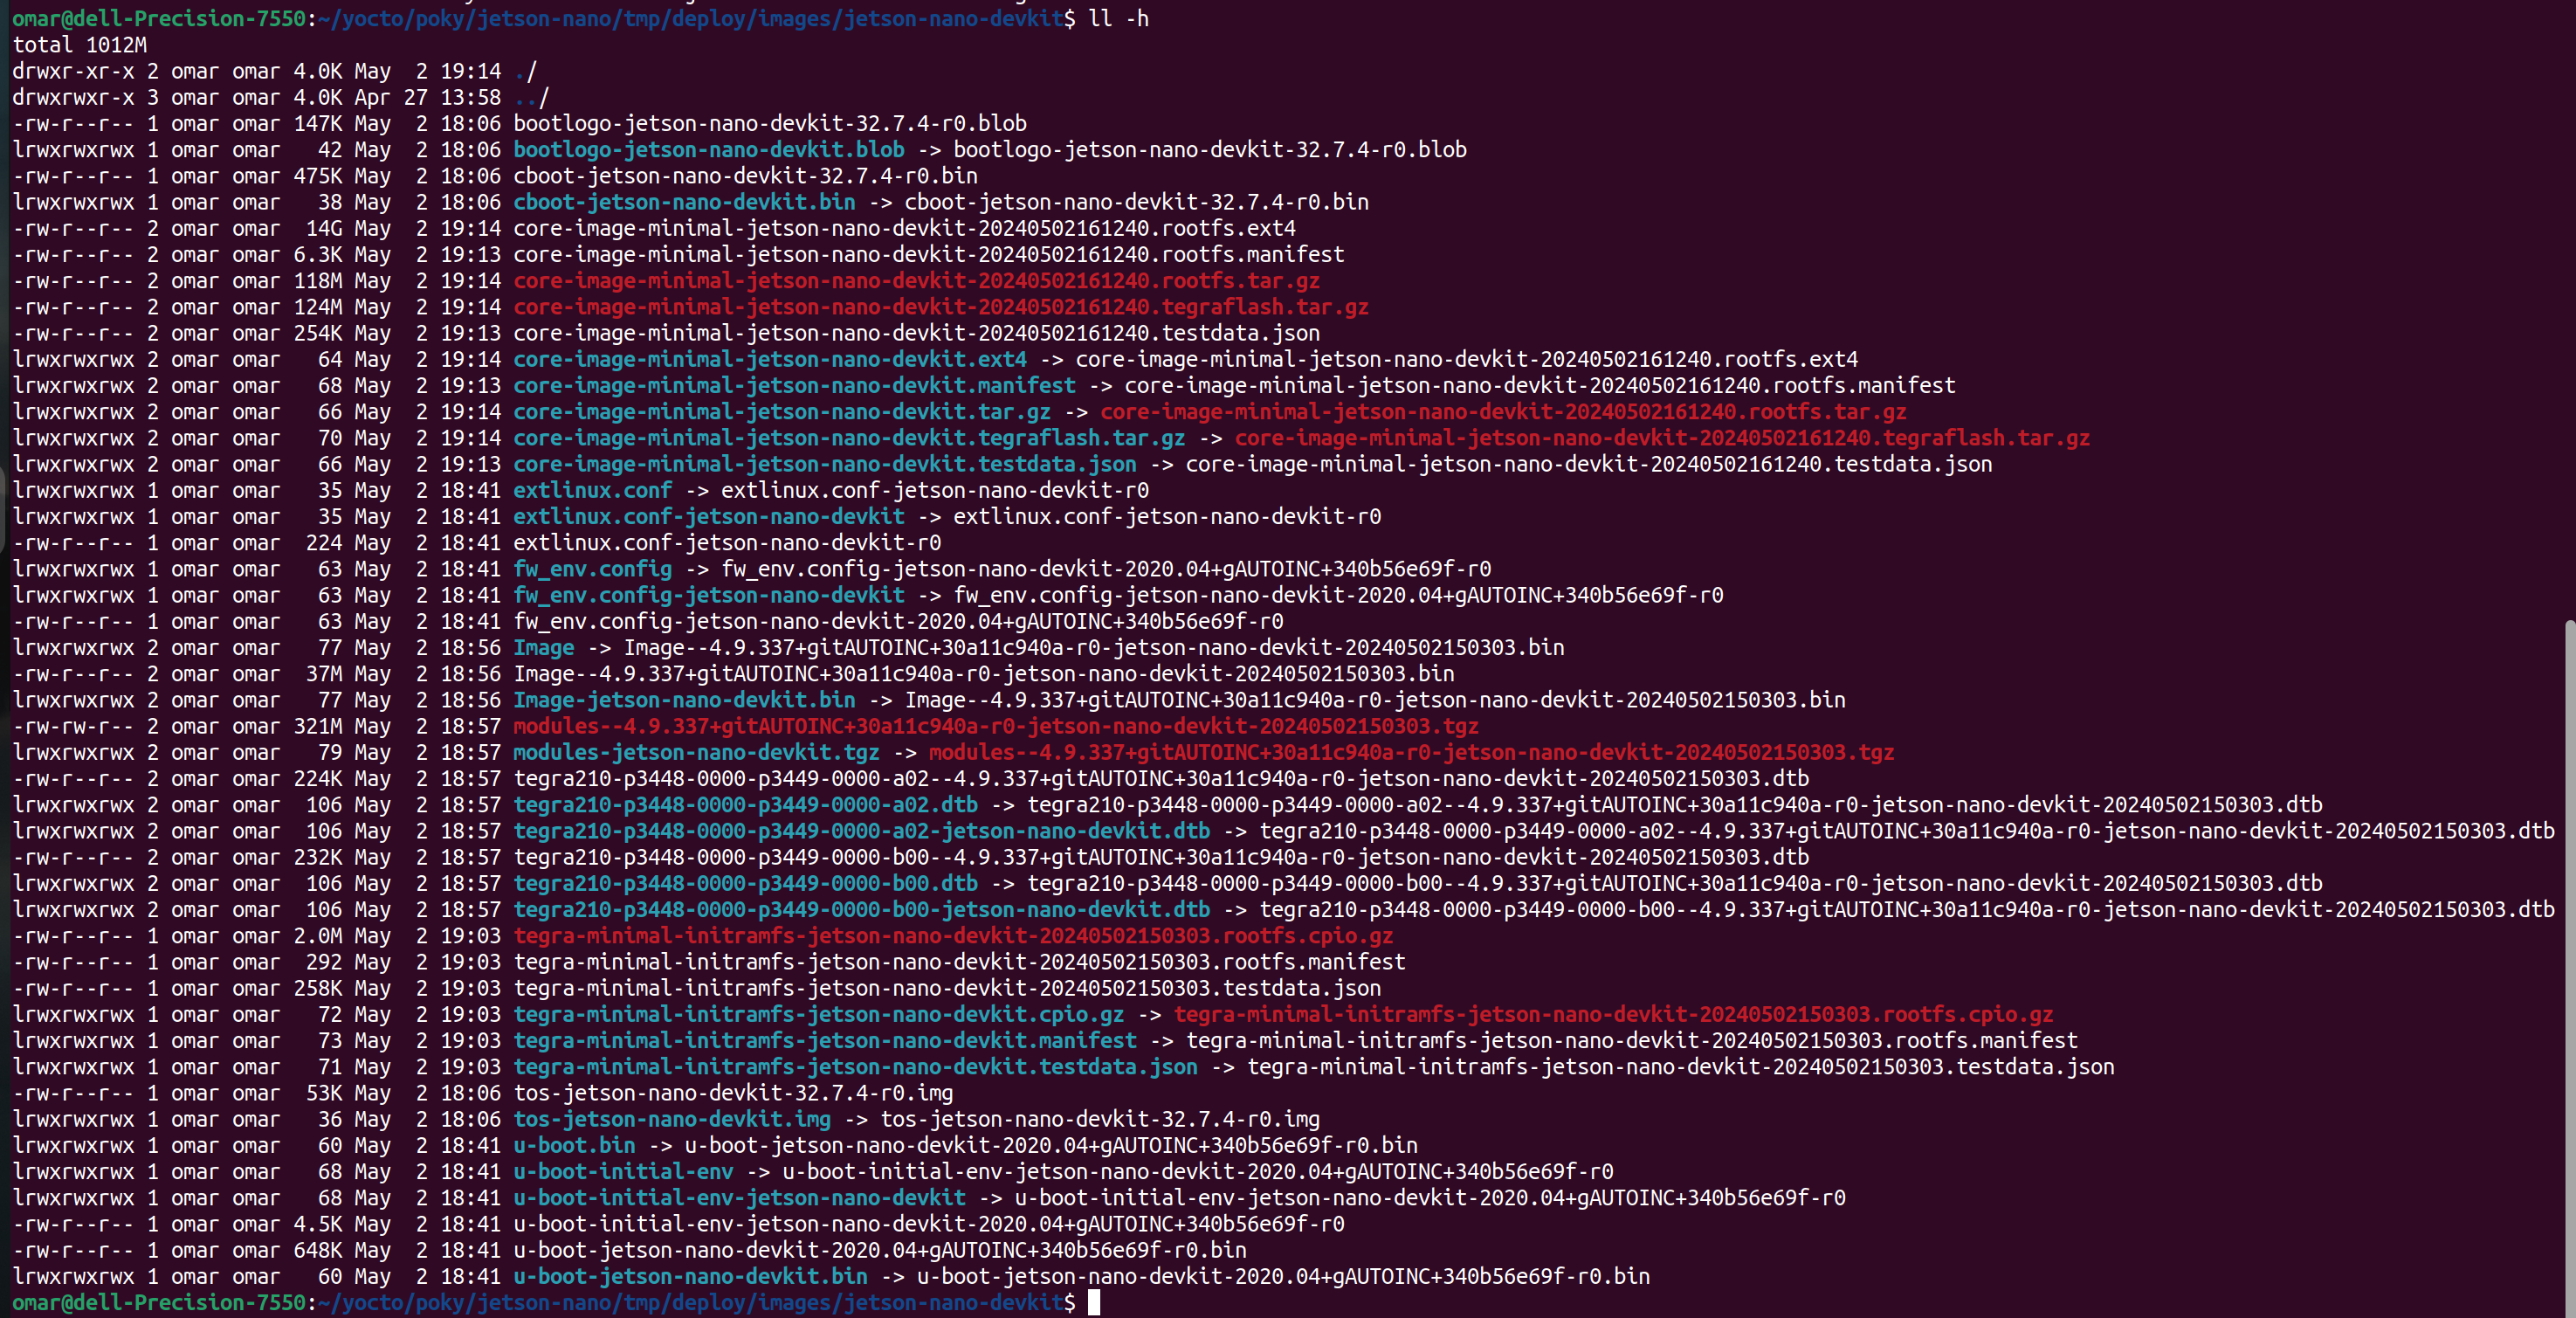 omar@dell-Precision-7550:~/yocto/poky/jetson-nano/tmp/deploy/images/jetson-nano-devkit$ ll -h
total 1012M
drwxr-xr-x 2 omar omar 4.0K May  2 19:14 ./
drwxrwxr-x 3 omar omar 4.0K Apr 27 13:58 ../
-rw-r--r-- 1 omar omar 147K May  2 18:06 bootlogo-jetson-nano-devkit-32.7.4-r0.blob
lrwxrwxrwx 1 omar omar   42 May  2 18:06 bootlogo-jetson-nano-devkit.blob -> bootlogo-jetson-nano-devkit-32.7.4-r0.blob
-rw-r--r-- 1 omar omar 475K May  2 18:06 cboot-jetson-nano-devkit-32.7.4-r0.bin
lrwxrwxrwx 1 omar omar   38 May  2 18:06 cboot-jetson-nano-devkit.bin -> cboot-jetson-nano-devkit-32.7.4-r0.bin
-rw-r--r-- 2 omar omar  14G May  2 19:14 core-image-minimal-jetson-nano-devkit-20240502161240.rootfs.ext4
-rw-r--r-- 2 omar omar 6.3K May  2 19:13 core-image-minimal-jetson-nano-devkit-20240502161240.rootfs.manifest
-rw-r--r-- 2 omar omar 118M May  2 19:14 core-image-minimal-jetson-nano-devkit-20240502161240.rootfs.tar.gz
-rw-r--r-- 2 omar omar 124M May  2 19:14 core-image-minimal-jetson-nano-devkit-20240502161240.tegraflash.tar.gz
-rw-r--r-- 2 omar omar 254K May  2 19:13 core-image-minimal-jetson-nano-devkit-20240502161240.testdata.json
lrwxrwxrwx 2 omar omar   64 May  2 19:14 core-image-minimal-jetson-nano-devkit.ext4 -> core-image-minimal-jetson-nano-devkit-20240502161240.rootfs.ext4
lrwxrwxrwx 2 omar omar   68 May  2 19:13 core-image-minimal-jetson-nano-devkit.manifest -> core-image-minimal-jetson-nano-devkit-20240502161240.rootfs.manifest
lrwxrwxrwx 2 omar omar   66 May  2 19:14 core-image-minimal-jetson-nano-devkit.tar.gz -> core-image-minimal-jetson-nano-devkit-20240502161240.rootfs.tar.gz
lrwxrwxrwx 2 omar omar   70 May  2 19:14 core-image-minimal-jetson-nano-devkit.tegraflash.tar.gz -> core-image-minimal-jetson-nano-devkit-20240502161240.tegraflash.tar.gz
lrwxrwxrwx 2 omar omar   66 May  2 19:13 core-image-minimal-jetson-nano-devkit.testdata.json -> core-image-minimal-jetson-nano-devkit-20240502161240.testdata.json
lrwxrwxrwx 1 omar omar   35 May  2 18:41 extlinux.conf -> extlinux.conf-jetson-nano-devkit-r0
lrwxrwxrwx 1 omar omar   35 May  2 18:41 extlinux.conf-jetson-nano-devkit -> extlinux.conf-jetson-nano-devkit-r0
-rw-r--r-- 1 omar omar  224 May  2 18:41 extlinux.conf-jetson-nano-devkit-r0
lrwxrwxrwx 1 omar omar   63 May  2 18:41 fw_env.config -> fw_env.config-jetson-nano-devkit-2020.04+gAUTOINC+340b56e69f-r0
lrwxrwxrwx 1 omar omar   63 May  2 18:41 fw_env.config-jetson-nano-devkit -> fw_env.config-jetson-nano-devkit-2020.04+gAUTOINC+340b56e69f-r0
-rw-r--r-- 1 omar omar   63 May  2 18:41 fw_env.config-jetson-nano-devkit-2020.04+gAUTOINC+340b56e69f-r0
lrwxrwxrwx 2 omar omar   77 May  2 18:56 Image -> Image--4.9.337+gitAUTOINC+30a11c940a-r0-jetson-nano-devkit-20240502150303.bin
-rw-r--r-- 2 omar omar  37M May  2 18:56 Image--4.9.337+gitAUTOINC+30a11c940a-r0-jetson-nano-devkit-20240502150303.bin
lrwxrwxrwx 2 omar omar   77 May  2 18:56 Image-jetson-nano-devkit.bin -> Image--4.9.337+gitAUTOINC+30a11c940a-r0-jetson-nano-devkit-20240502150303.bin
-rw-rw-r-- 2 omar omar 321M May  2 18:57 modules--4.9.337+gitAUTOINC+30a11c940a-r0-jetson-nano-devkit-20240502150303.tgz
lrwxrwxrwx 2 omar omar   79 May  2 18:57 modules-jetson-nano-devkit.tgz -> modules--4.9.337+gitAUTOINC+30a11c940a-r0-jetson-nano-devkit-20240502150303.tgz
-rw-r--r-- 2 omar omar 224K May  2 18:57 tegra210-p3448-0000-p3449-0000-a02--4.9.337+gitAUTOINC+30a11c940a-r0-jetson-nano-devkit-20240502150303.dtb
lrwxrwxrwx 2 omar omar  106 May  2 18:57 tegra210-p3448-0000-p3449-0000-a02.dtb -> tegra210-p3448-0000-p3449-0000-a02--4.9.337+gitAUTOINC+30a11c940a-r0-jetson-nano-devkit-20240502150303.dtb
lrwxrwxrwx 2 omar omar  106 May  2 18:57 tegra210-p3448-0000-p3449-0000-a02-jetson-nano-devkit.dtb -> tegra210-p3448-0000-p3449-0000-a02--4.9.337+gitAUTOINC+30a11c940a-r0-jetson-nano-devkit-20240502150303.dtb
-rw-r--r-- 2 omar omar 232K May  2 18:57 tegra210-p3448-0000-p3449-0000-b00--4.9.337+gitAUTOINC+30a11c940a-r0-jetson-nano-devkit-20240502150303.dtb
lrwxrwxrwx 2 omar omar  106 May  2 18:57 tegra210-p3448-0000-p3449-0000-b00.dtb -> tegra210-p3448-0000-p3449-0000-b00--4.9.337+gitAUTOINC+30a11c940a-r0-jetson-nano-devkit-20240502150303.dtb
lrwxrwxrwx 2 omar omar  106 May  2 18:57 tegra210-p3448-0000-p3449-0000-b00-jetson-nano-devkit.dtb -> tegra210-p3448-0000-p3449-0000-b00--4.9.337+gitAUTOINC+30a11c940a-r0-jetson-nano-devkit-20240502150303.dtb
-rw-r--r-- 1 omar omar 2.0M May  2 19:03 tegra-minimal-initramfs-jetson-nano-devkit-20240502150303.rootfs.cpio.gz
-rw-r--r-- 1 omar omar  292 May  2 19:03 tegra-minimal-initramfs-jetson-nano-devkit-20240502150303.rootfs.manifest
-rw-r--r-- 1 omar omar 258K May  2 19:03 tegra-minimal-initramfs-jetson-nano-devkit-20240502150303.testdata.json
lrwxrwxrwx 1 omar omar   72 May  2 19:03 tegra-minimal-initramfs-jetson-nano-devkit.cpio.gz -> tegra-minimal-initramfs-jetson-nano-devkit-20240502150303.rootfs.cpio.gz
lrwxrwxrwx 1 omar omar   73 May  2 19:03 tegra-minimal-initramfs-jetson-nano-devkit.manifest -> tegra-minimal-initramfs-jetson-nano-devkit-20240502150303.rootfs.manifest
lrwxrwxrwx 1 omar omar   71 May  2 19:03 tegra-minimal-initramfs-jetson-nano-devkit.testdata.json -> tegra-minimal-initramfs-jetson-nano-devkit-20240502150303.testdata.json
-rw-r--r-- 1 omar omar  53K May  2 18:06 tos-jetson-nano-devkit-32.7.4-r0.img
lrwxrwxrwx 1 omar omar   36 May  2 18:06 tos-jetson-nano-devkit.img -> tos-jetson-nano-devkit-32.7.4-r0.img
lrwxrwxrwx 1 omar omar   60 May  2 18:41 u-boot.bin -> u-boot-jetson-nano-devkit-2020.04+gAUTOINC+340b56e69f-r0.bin
lrwxrwxrwx 1 omar omar   68 May  2 18:41 u-boot-initial-env -> u-boot-initial-env-jetson-nano-devkit-2020.04+gAUTOINC+340b56e69f-r0
lrwxrwxrwx 1 omar omar   68 May  2 18:41 u-boot-initial-env-jetson-nano-devkit -> u-boot-initial-env-jetson-nano-devkit-2020.04+gAUTOINC+340b56e69f-r0
-rw-r--r-- 1 omar omar 4.5K May  2 18:41 u-boot-initial-env-jetson-nano-devkit-2020.04+gAUTOINC+340b56e69f-r0
-rw-r--r-- 1 omar omar 648K May  2 18:41 u-boot-jetson-nano-devkit-2020.04+gAUTOINC+340b56e69f-r0.bin
lrwxrwxrwx 1 omar omar   60 May  2 18:41 u-boot-jetson-nano-devkit.bin -> u-boot-jetson-nano-devkit-2020.04+gAUTOINC+340b56e69f-r0.bin
omar@dell-Precision-7550:~/yocto/poky/jetson-nano/tmp/deploy/images/jetson-nano-devkit$